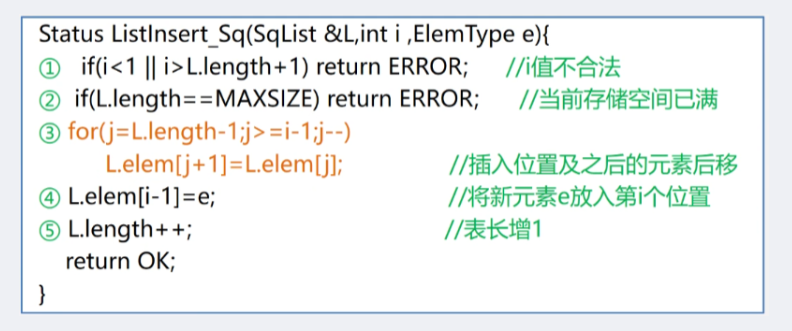 Status ListInsert_Sq(SqList &L,int i ,ElemType e){
① if(i<1 || i>L.length+1) return ERROR; //i值不合法
② if(L.length==MAXSIZE) return ERROR; //当前存储空间已满
③ for(j=L.length-1;j>=i-1;j--)
L.elem[j+1]=L.elem[j]; //插入位置及之后的元素后移
④ L.elem[i-1]=e; //将新元素e放入第i个位置
⑤ L.length++; //表长增1
return OK;
}